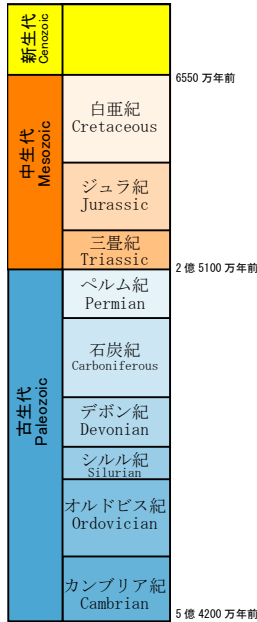 新生代
Cenozoic
6550 万年前
中生代
Mesozoic
白亜紀
Cretaceous
ジュラ紀
Jurassic
三畳紀
Triassic
2 億 5100 万年前
古生代
Paleozoic
ペルム紀
Permian
石炭紀
Carboniferous
デボン紀
Devonian
シルル紀
Silurian
オルドビス紀
Ordovician
カンブリア紀
Cambrian
5 億 4200 万年前